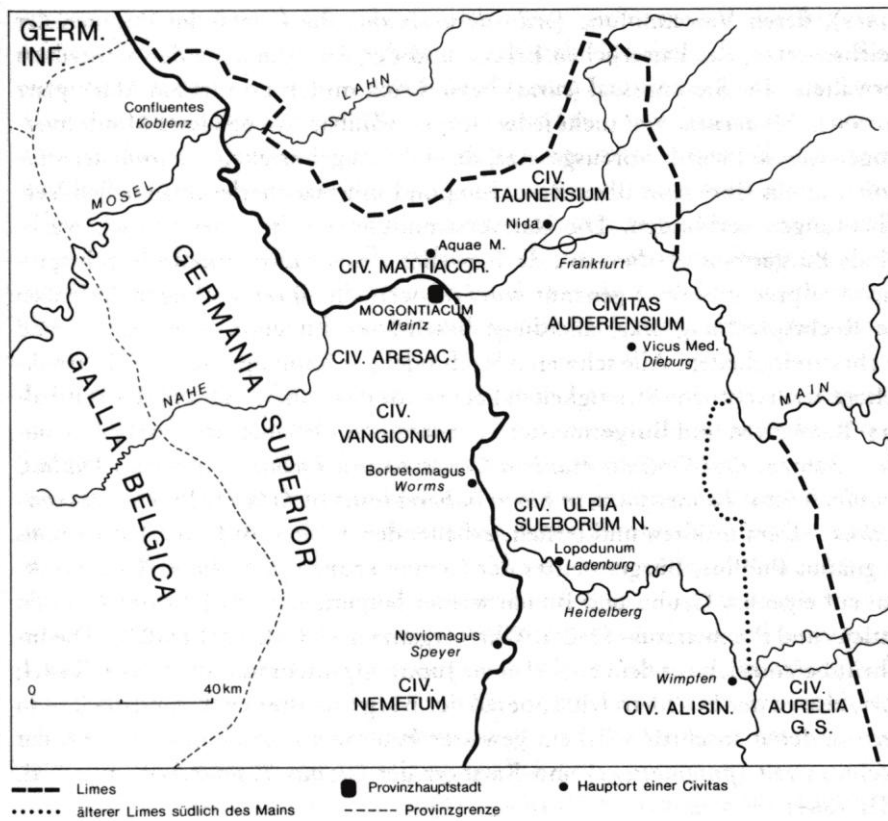 GERM.
INF.
LAHN
Confluentes
Koblenz
MOSEL
CIV.
TAUNENSIUM
Nida
Aquae M.
Frankfurt
CIV. MATTIACOR.
GERMANIA SUPERIOR
MOGONTIACUM
Mainz
CIVITAS
AUDERIENSIUM
CIV. ARESAC.
Vicus Med.
Dieburg
NAHE
MAIN
GALLIA BELGICA
CIV.
VANGIONUM
Borbetomagus
Worms
CIV. ULPIA
SUEBORUM N.
Lopodunum
Ladenburg
Heidelberg
Noviomagus
Speyer
Wimpfen
0 40 km
CIV.
NEMETUM
CIV. ALISIN.
CIV.
AURELIA
G. S.
Limes
Provinzhauptstadt
Hauptort einer Civitas
älterer Limes südlich des Mains
Provinzgrenze